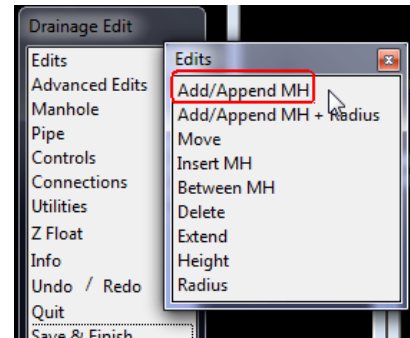 Drainage Edit
Edits
Advanced Edits
Manhole
Pipe
Controls
Connections
Utilities
Z Float
Info
Undo / Redo
Quit
Save & Finish
Edits
Add/Append MH
Add/Append MH + Radius
Move
Insert MH
Between MH
Delete
Extend
Height
Radius